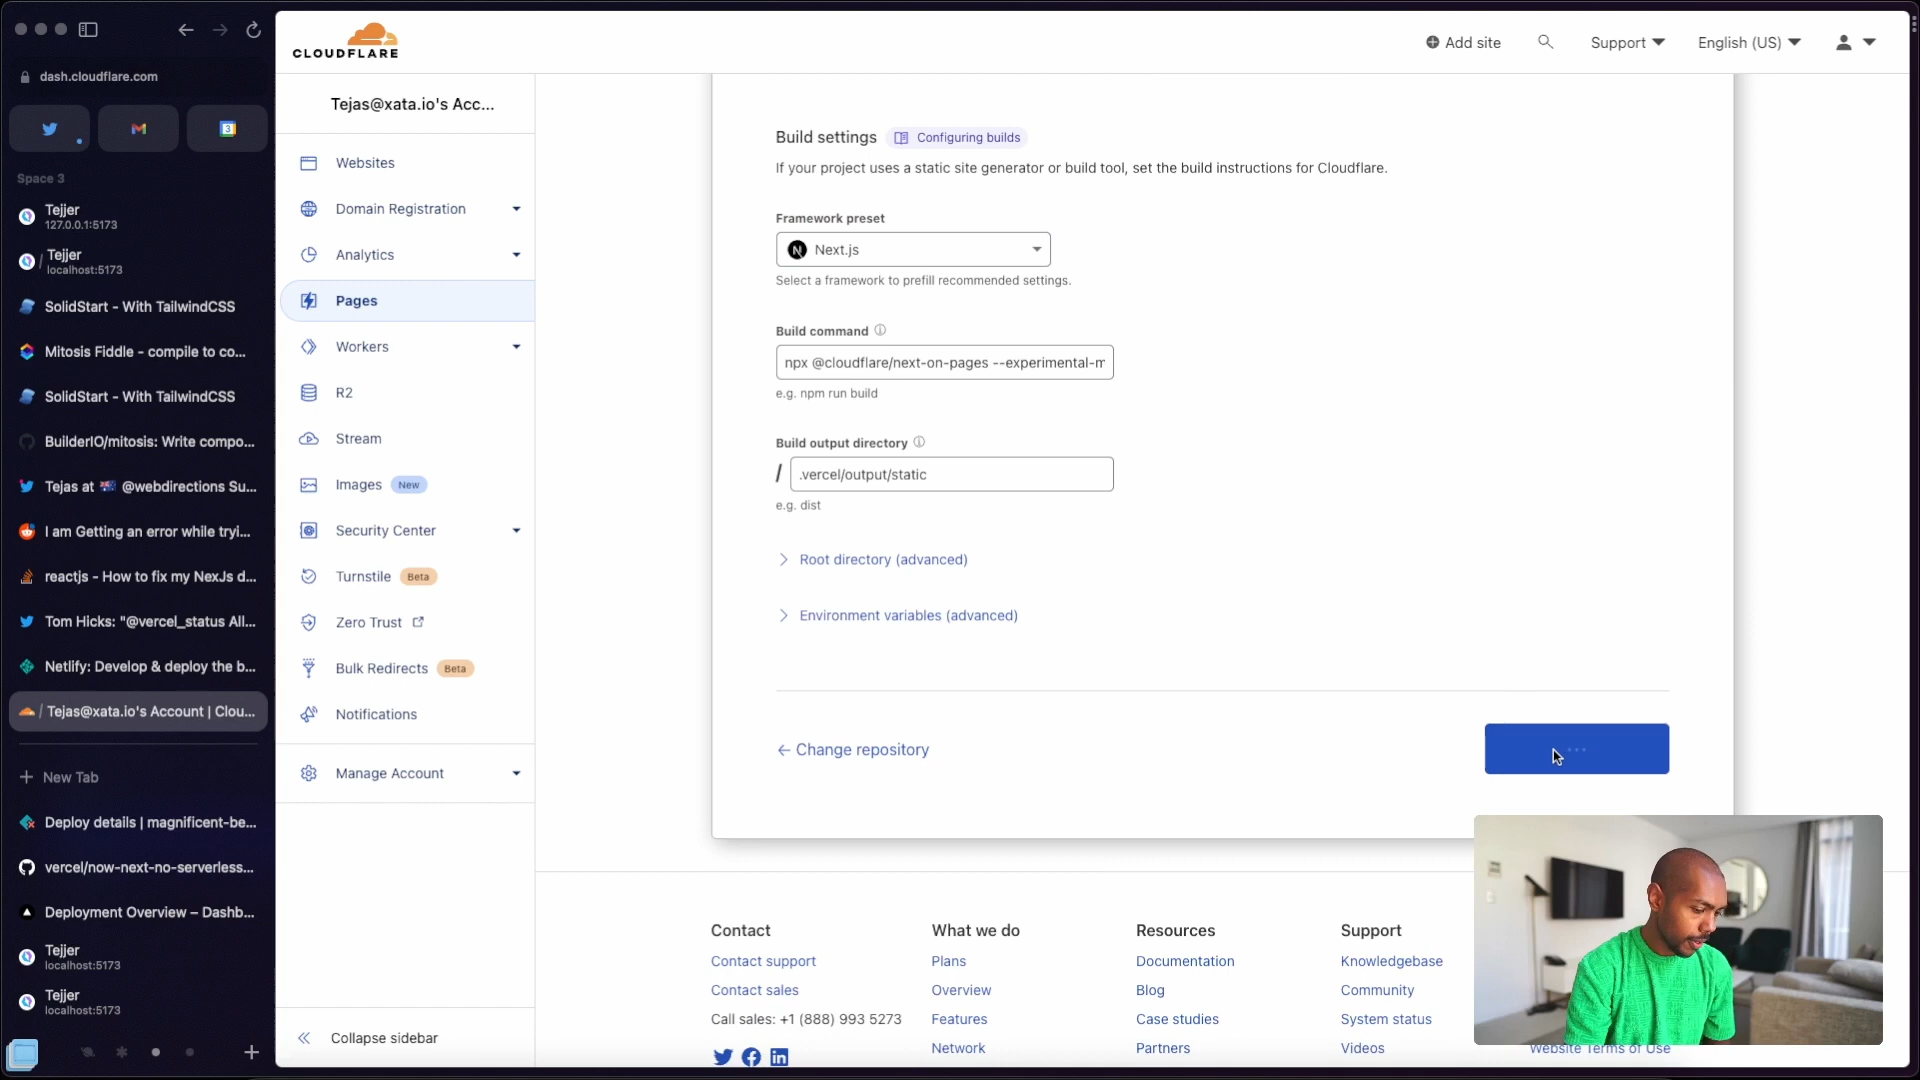 dash.cloudflare.com
Space 3
Tejjer
127.0.0.1:5173
/ Tejjer
localhost:5173
SolidStart - With TailwindCSS
Mitosis Fiddle - compile to co...
SolidStart - With TailwindCSS
BuilderIO/mitosis: Write compo...
Tejas at 🇦🇺 @webdirections Su...
I am Getting an error while tryi...
reactjs - How to fix my NexJs d...
Tom Hicks: "@vercel_status All...
Netlify: Develop & deploy the b...
/ Tejas@xata.io's Account | Clou...
New Tab
Deploy details | magnificent-be...
vercel/now-next-no-serverless...
Deployment Overview – Dashb...
Tejjer
localhost:5173
Tejjer
localhost:5173
CLOUDFLARE
Add site
Support
English (US)
Tejas@xata.io's Acc...
Websites
Domain Registration
Analytics
Pages
Workers
R2
Stream
Images New
Security Center
Turnstile Beta
Zero Trust
Bulk Redirects Beta
Notifications
Manage Account
Collapse sidebar
Build settings Configuring builds
If your project uses a static site generator or build tool, set the build instructions for Cloudflare.
Framework preset
N Next.js
Select a framework to prefill recommended settings.
Build command
npx @cloudflare/next-on-pages --experimental-m
e.g. npm run build
Build output directory
/ .vercel/output/static
e.g. dist
Root directory (advanced)
Environment variables (advanced)
← Change repository
Contact
Contact support
Contact sales
Call sales: +1 (888) 993 5273
What we do
Plans
Overview
Features
Network
Resources
Documentation
Blog
Case studies
Partners
Support
Knowledgebase
Community
System status
Videos
Website Terms of Use